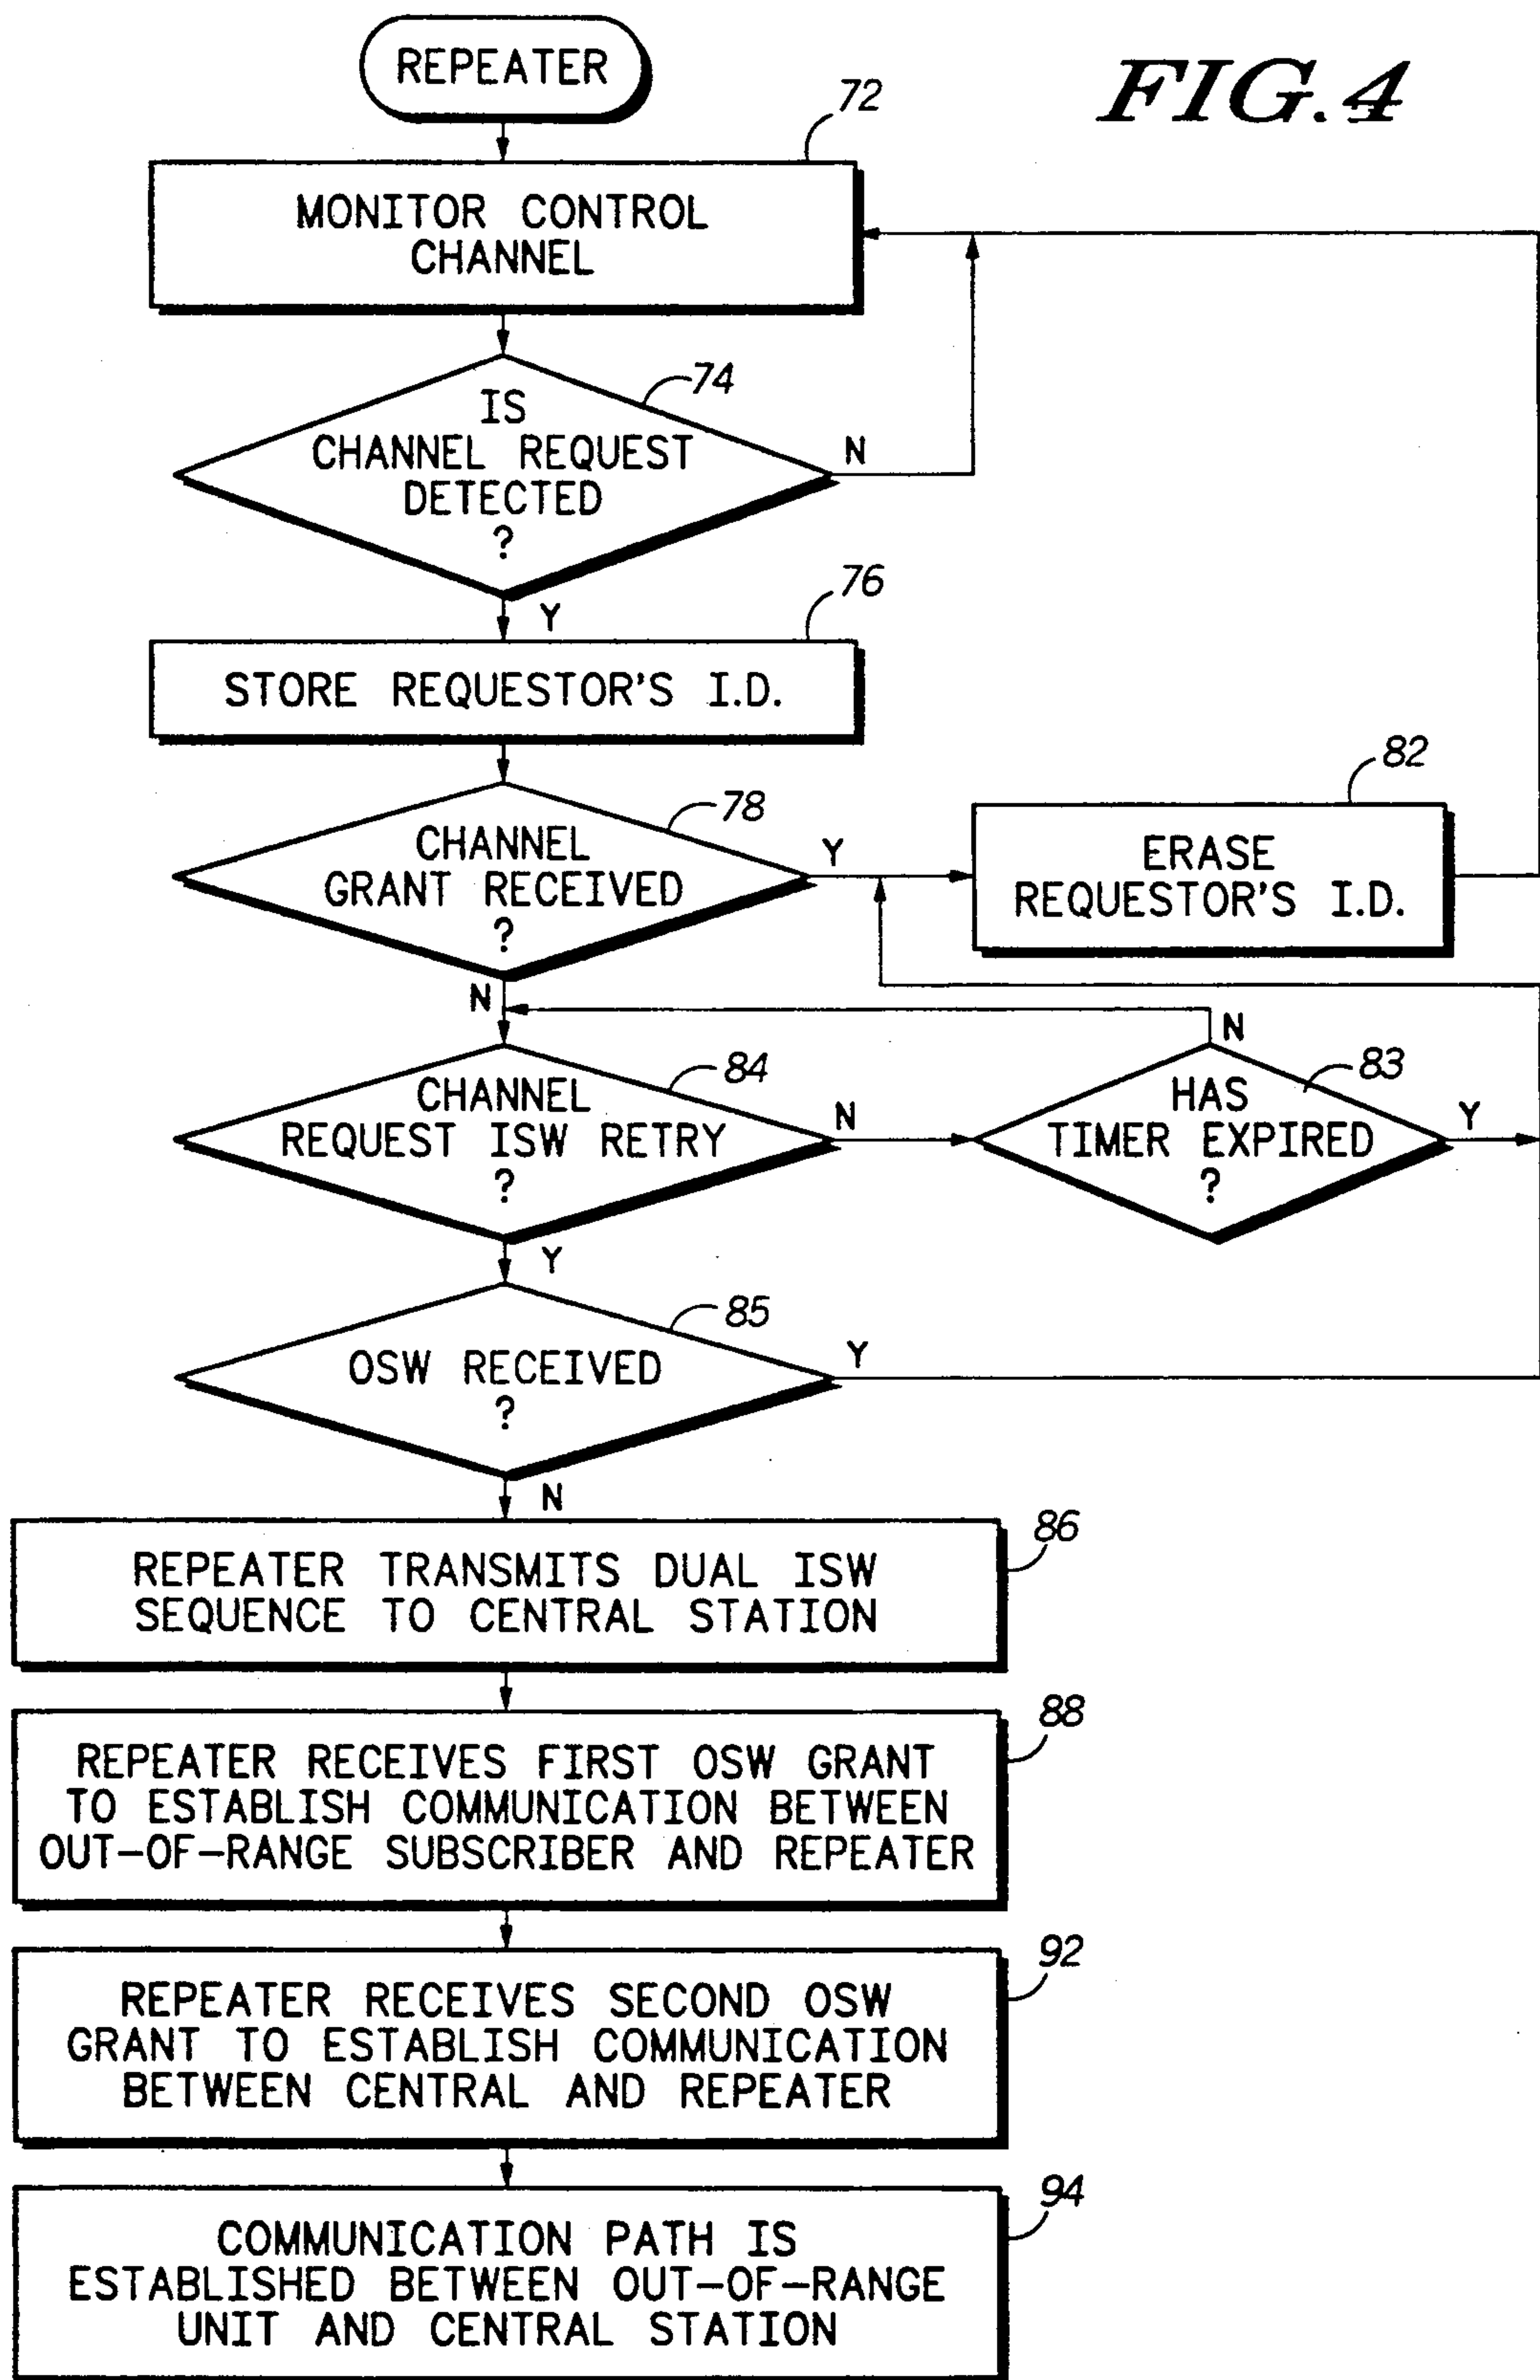 REPEATER
FIG. 4
72
MONITOR CONTROL
CHANNEL
74
IS
CHANNEL REQUEST
DETECTED
?
N
Y
76
STORE REQUESTOR'S I.D.
78
CHANNEL
GRANT RECEIVED
?
Y
82
ERASE
REQUESTOR'S I.D.
N
84
CHANNEL
REQUEST ISW RETRY
?
N
N
83
HAS
TIMER EXPIRED
?
Y
Y
85
OSW RECEIVED
?
Y
N
86
REPEATER TRANSMITS DUAL ISW
SEQUENCE TO CENTRAL STATION
88
REPEATER RECEIVES FIRST OSW GRANT
TO ESTABLISH COMMUNICATION BETWEEN
OUT-OF-RANGE SUBSCRIBER AND REPEATER
92
REPEATER RECEIVES SECOND OSW
GRANT TO ESTABLISH COMMUNICATION
BETWEEN CENTRAL AND REPEATER
94
COMMUNICATION PATH IS
ESTABLISHED BETWEEN OUT-OF-RANGE
UNIT AND CENTRAL STATION